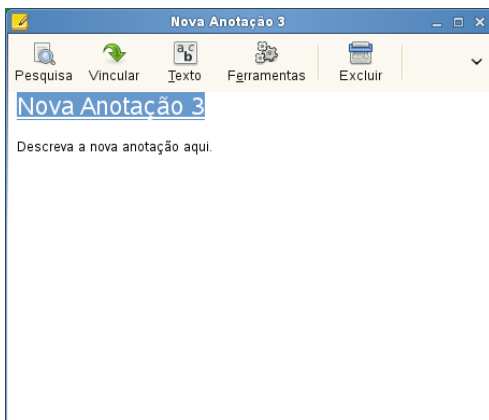 Nova Anotação 3
Pesquisa Vincular Texto Ferramentas Excluir
Nova Anotação 3
Descreva a nova anotação aqui.